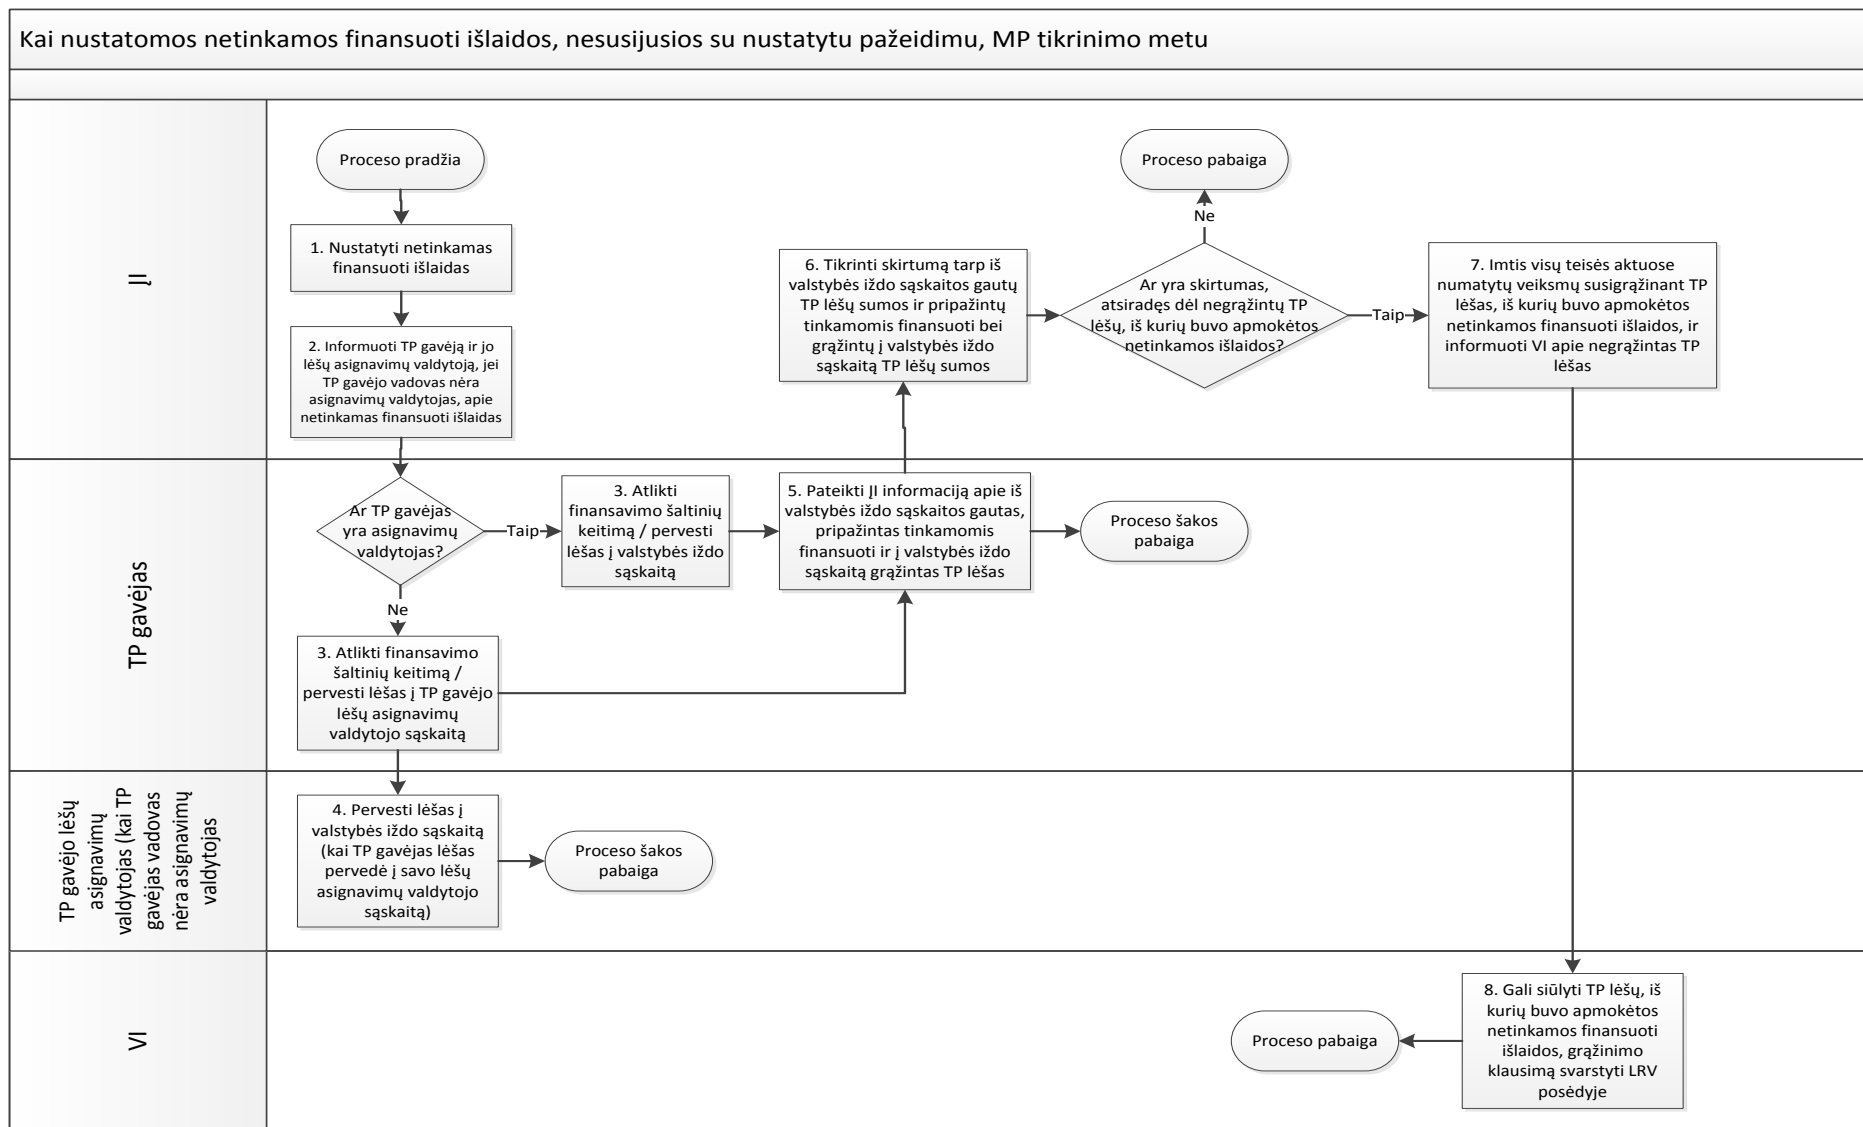 Kai nustatomos netinkamos finansuoti išlaidos, nesusijusios su nustatytu pažeidimu, MP tikrinimo metu
ĮI
Proceso pradžia
1. Nustatyti netinkamas
finansuoti išlaidas
2. Informuoti TP gavėją ir jo
lėšų asignavimų valdytoją, jei
TP gavėjo vadovas nėra
asignavimų valdytojas, apie
netinkamas finansuoti išlaidas
6. Tikrinti skirtumą tarp iš
valstybės iždo sąskaitos gautų
TP lėšų sumos ir pripažintų
tinkamomis finansuoti bei
grąžintų į valstybės iždo
sąskaitą TP lėšų sumos
Proceso pabaiga
Ne
Ar yra skirtumas,
atsiradęs dėl negrąžintų TP
lėšų, iš kurių buvo apmokėtos
netinkamos išlaidos?
Taip
7. Imtis visų teisės aktuose
numatytų veiksmų susigrąžinant TP
lėšas, iš kurių buvo apmokėtos
netinkamos finansuoti išlaidos, ir
informuoti VI apie negrąžintas TP
lėšas
TP gavėjas
Ar TP gavėjas
yra asignavimų
valdytojas?
Taip
3. Atlikti
finansavimo šaltinių
keitimą / pervesti
lėšas į valstybės iždo
sąskaitą
5. Pateikti ĮI informaciją apie iš
valstybės iždo sąskaitos gautas,
pripažintas tinkamomis
finansuoti ir į valstybės iždo
sąskaitą grąžintas TP lėšas
Proceso šakos
pabaiga
Ne
3. Atlikti finansavimo
šaltinių keitimą /
pervesti lėšas į TP gavėjo
lėšų asignavimų
valdytojo sąskaitą
TP gavėjo lėšų
asignavimų
valdytojas (kai TP
gavėjas vadovas
nėra asignavimų
valdytojas
4. Pervesti lėšas į
valstybės iždo sąskaitą
(kai TP gavėjas lėšas
pervedė į savo lėšų
asignavimų valdytojo
sąskaitą)
Proceso šakos
pabaiga
VI
Proceso pabaiga
8. Gali siūlyti TP lėšų, iš
kurių buvo apmokėtos
netinkamos finansuoti
išlaidos, grąžinimo
klausimą svarstyti LRV
posėdyje